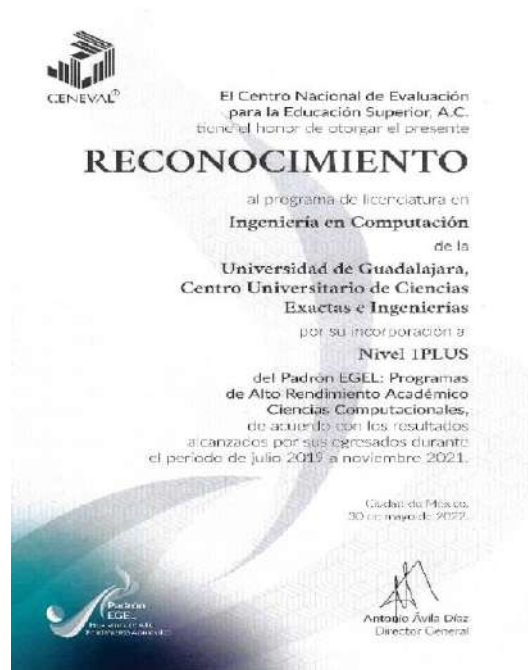 CENEVAL®
El Centro Nacional de Evaluación
para la Educación Superior, A.C.
tiene el honor de otorgar el presente
RECONOCIMIENTO
al programa de licenciatura en
Ingeniería en Computación
de la
Universidad de Guadalajara,
Centro Universitario de Ciencias
Exactas e Ingenierías
por su incorporación a
Nivel 1PLUS
del Padrón EGEL: Programas
de Alto Rendimiento Académico
Ciencias Computacionales,
de acuerdo con los resultados
alcanzados por sus egresados durante
el periodo de julio 2019 a noviembre 2021.
Ciudad de México,
30 de mayo de 2022.
Padrón
EGEL
Antonio Ávila Díaz
Director General